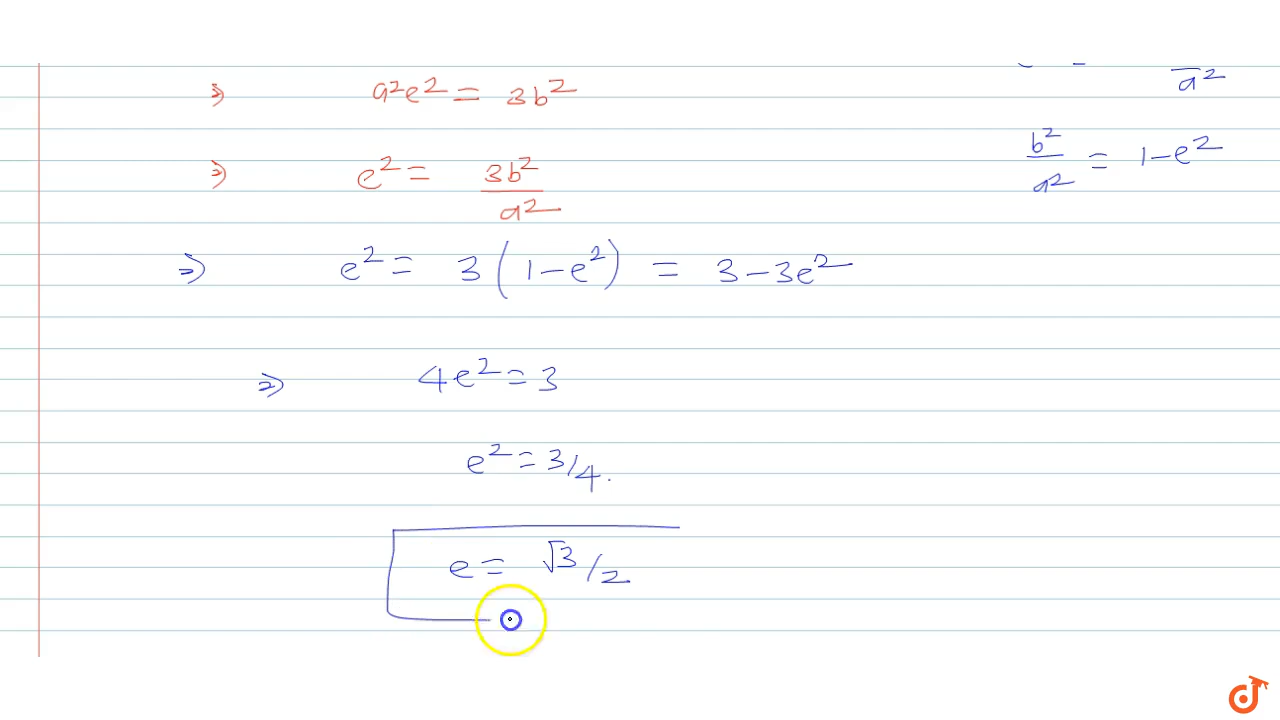 ⇒ a²e² = 3b²
⇒ e² = 3b²/a²
⇒ e² = 3(1-e²) = 3-3e²
⇒ 4e² = 3
e² = 3/4.
e = √3/2
a²
b²/a² = 1-e²